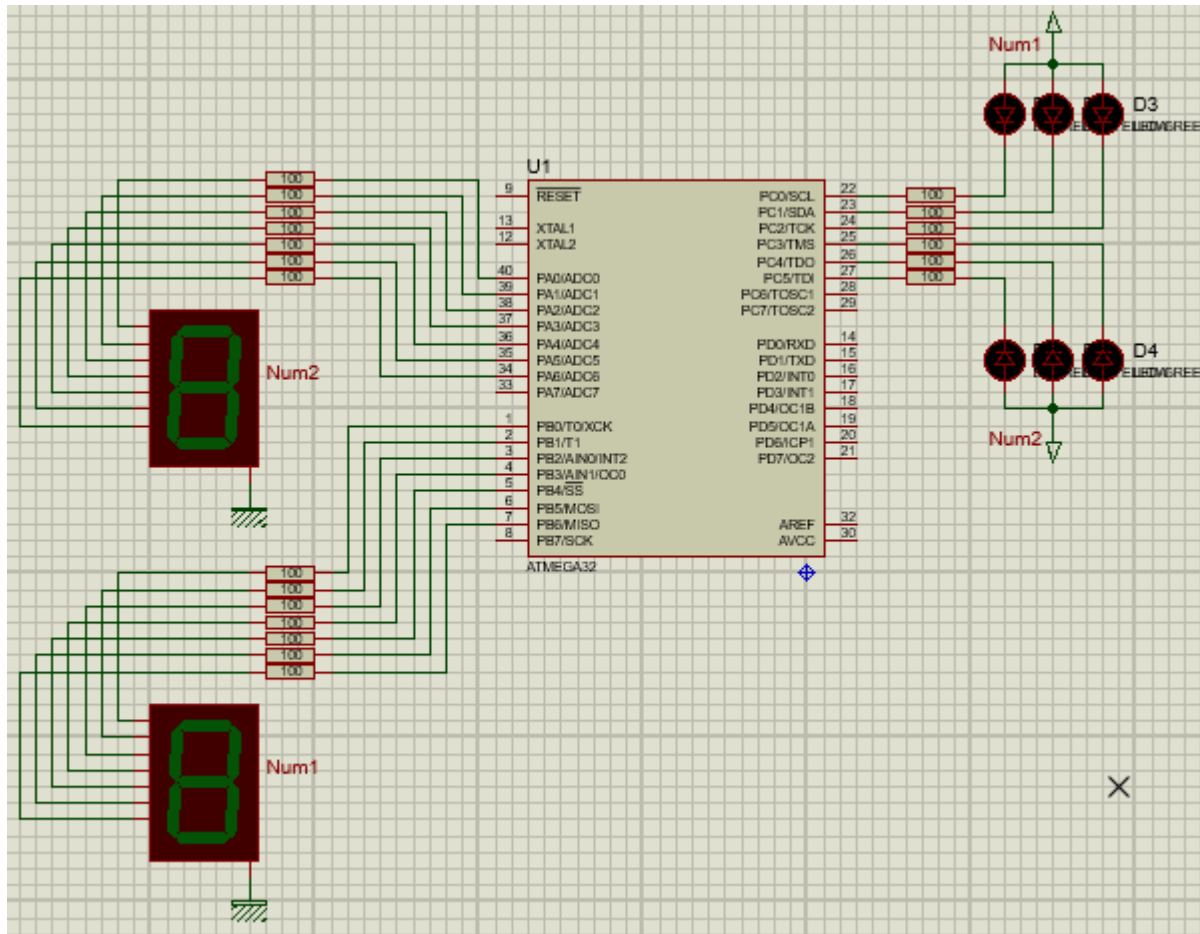 Num1
D3
U1
100
100
100
100
100
100
100
Num2
9 RESET
13 XTAL1
12 XTAL2
40 PA0/ADC0
39 PA1/ADC1
38 PA2/ADC2
37 PA3/ADC3
36 PA4/ADC4
35 PA5/ADC5
34 PA6/ADC6
33 PA7/ADC7
1 PB0/T0/XCK
2 PB1/T1
3 PB2/AIN0/INT2
4 PB3/AIN1/OC0
5 PB4/SS
6 PB5/MOSI
7 PB6/MISO
8 PB7/SCK
PC0/SCL 22
PC1/SDA 23
PC2/TCK 24
PC3/TMS 25
PC4/TDO 26
PC5/TDI 27
PC6/TOSC1 28
PC7/TOSC2 29
PD0/RXD 14
PD1/TXD 15
PD2/INT0 16
PD3/INT1 17
PD4/OC1B 18
PD5/OC1A 19
PD6/ICP1 20
PD7/OC2 21
AREF 32
AVCC 30
ATMEGA32
100
100
100
100
100
100
D4
Num2
100
100
100
100
100
100
100
Num1